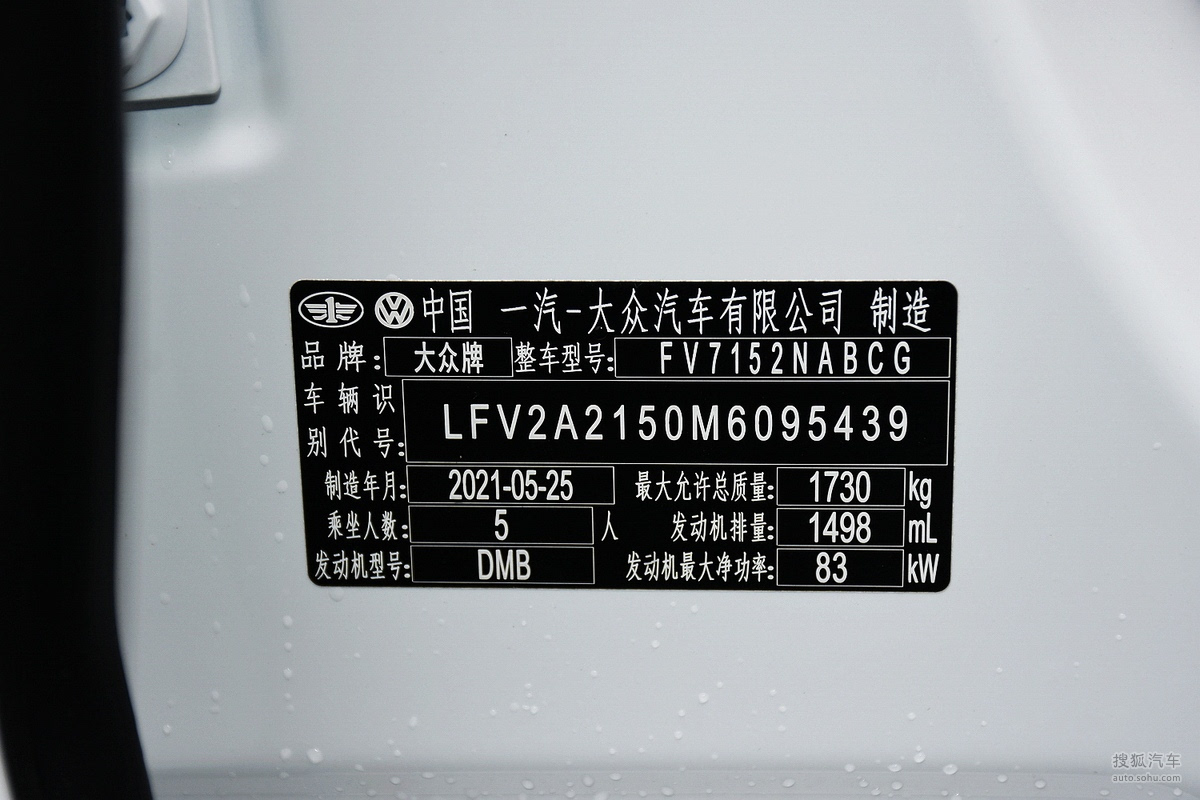 中国 一汽-大众汽车有限公司 制造
品牌: 大众牌 整车型号: FV7152NABCG
车辆识别代号: LFV2A2150M6095439
制造年月: 2021-05-25 最大允许总质量: 1730 kg
乘坐人数: 5 人 发动机排量: 1498 mL
发动机型号: DMB 发动机最大净功率: 83 kW
搜狐汽车
auto.sohu.com